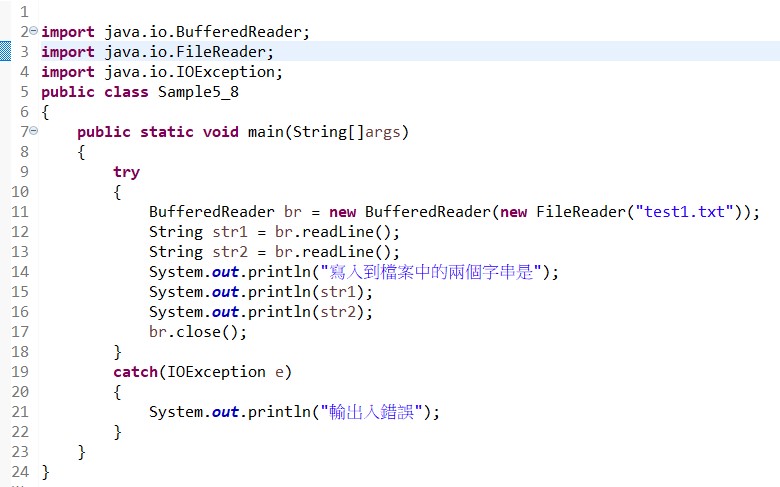 1
2 import java.io.BufferedReader;
3 import java.io.FileReader;
4 import java.io.IOException;
5 public class Sample5_8
6 {
7     public static void main(String[]args)
8     {
9         try
10         {
11             BufferedReader br = new BufferedReader(new FileReader("test1.txt"));
12             String str1 = br.readLine();
13             String str2 = br.readLine();
14             System.out.println("寫入到檔案中的兩個字串是");
15             System.out.println(str1);
16             System.out.println(str2);
17             br.close();
18         }
19         catch(IOException e)
20         {
21             System.out.println("輸出入錯誤");
22         }
23     }
24 }